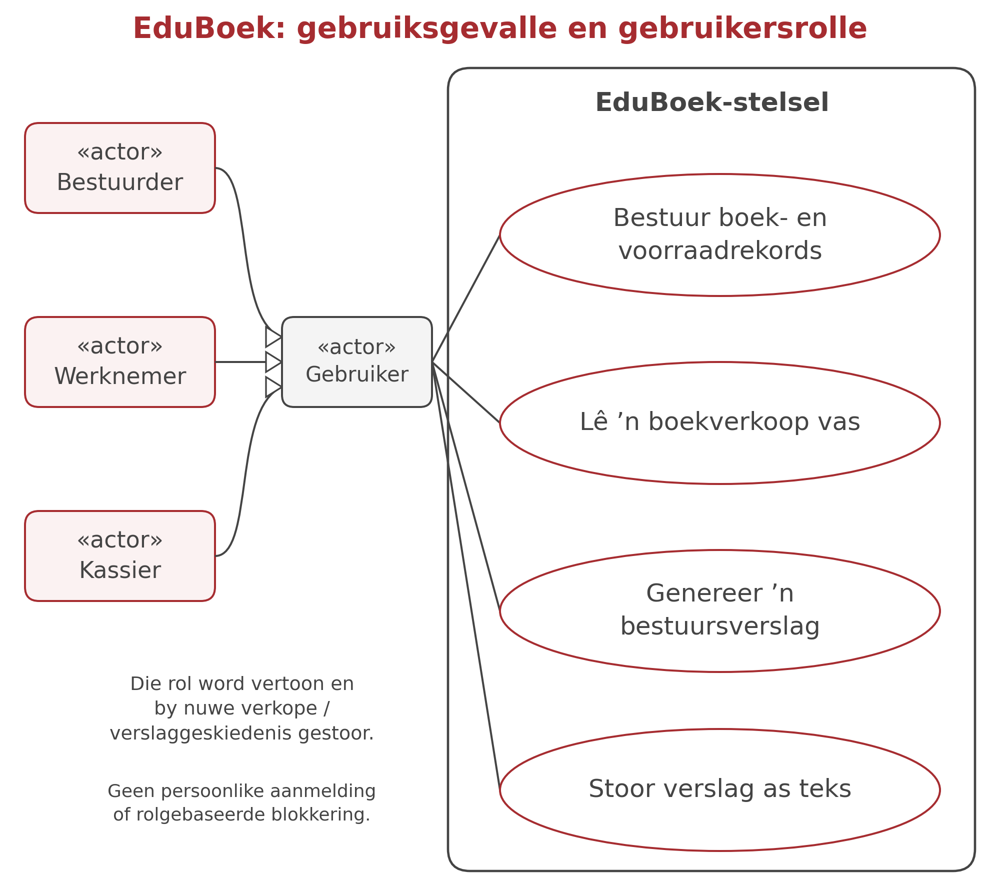 EduBoek: gebruiksgevalle en gebruikersrolle
EduBoek-stelsel
«actor»
Bestuurder
«actor»
Werknemer
«actor»
Kassier
«actor»
Gebruiker
Bestuur boek- en
voorraadrekords
Lê ’n boekverkoop vas
Genereer ’n
bestuursverslag
Stoor verslag as teks
Die rol word vertoon en
by nuwe verkope /
verslaggeskiedenis gestoor.
Geen persoonlike aanmelding
of rolgebaseerde blokkering.